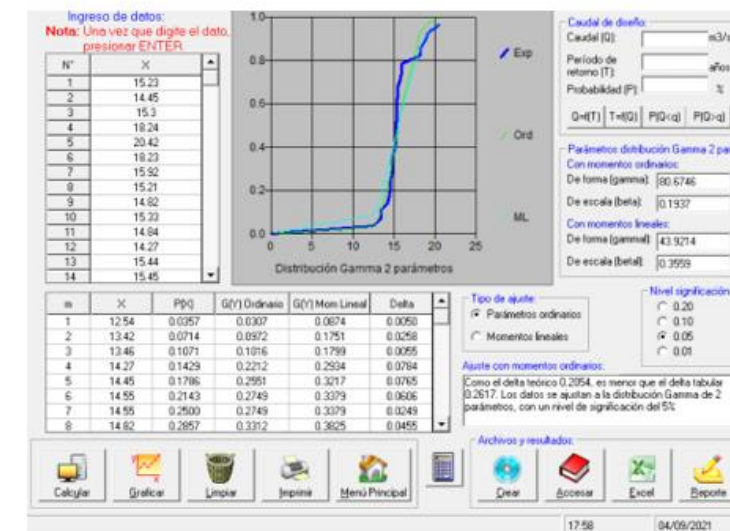 Ingreso de datos:
Nota: Una vez que digite el dato,
presionar ENTER
N° X
1 15.23
2 14.45
3 15.3
4 18.24
5 20.42
6 18.23
7 15.92
8 15.21
9 14.82
10 15.33
11 14.84
12 14.27
13 15.44
14 15.45
1.0
0.8
0.6
0.4
0.2
0.0
0 5 10 15 20 25
Distribución Gamma 2 parámetros
Exp
Ord
ML
Caudal de diseño:
Caudal (Q): m3/s
Período de
retorno (T): años
Probabilidad (P): %
Q=f(T) T=f(Q) P(Q<q) P(Q>q)
Parámetros distribución Gamma 2 par
Con momentos ordinarios:
De forma (gamma): 80.6746
De escala (beta): 0.1937
Con momentos lineales:
De forma (gammal): 43.9214
De escala (betal): 0.3559
m X P(X) G(Y) Ordinario G(Y) Mom Lineal Delta
1 12.54 0.0357 0.0307 0.0874 0.0050
2 13.42 0.0714 0.0972 0.1751 0.0258
3 13.46 0.1071 0.1016 0.1799 0.0055
4 14.27 0.1429 0.2212 0.2934 0.0784
5 14.45 0.1786 0.2551 0.3217 0.0765
6 14.55 0.2143 0.2749 0.3379 0.0606
7 14.55 0.2500 0.2749 0.3379 0.0249
8 14.82 0.2857 0.3312 0.3825 0.0455
Tipo de ajuste:
Parámetros ordinarios
Momentos lineales
Nivel significación
0.20
0.10
0.05
0.01
Ajuste con momentos ordinarios:
Como el delta teórico 0.2054, es menor que el delta tabular
0.2617. Los datos se ajustan a la distribución Gamma de 2
parámetros, con un nivel de significación del 5%
Archivos y resultados:
Calcular Graficar Limpiar Imprimir Menú Principal Crear Accesar Excel Reporte
17:58 04/09/2021